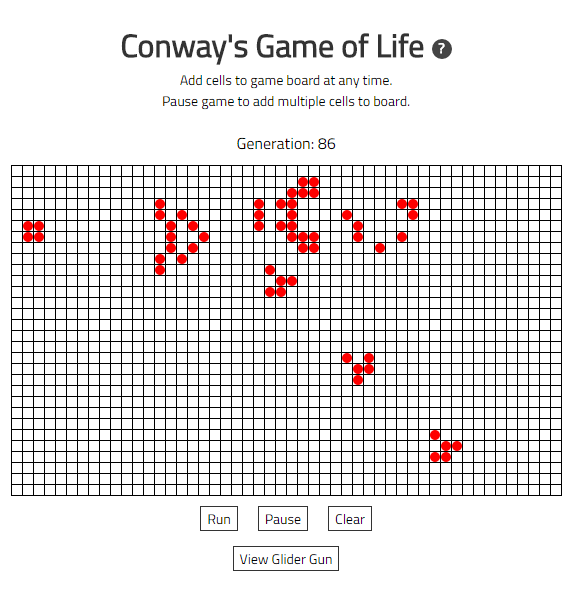 Conway's Game of Life ?
Add cells to game board at any time.
Pause game to add multiple cells to board.
Generation: 86
Run Pause Clear
View Glider Gun